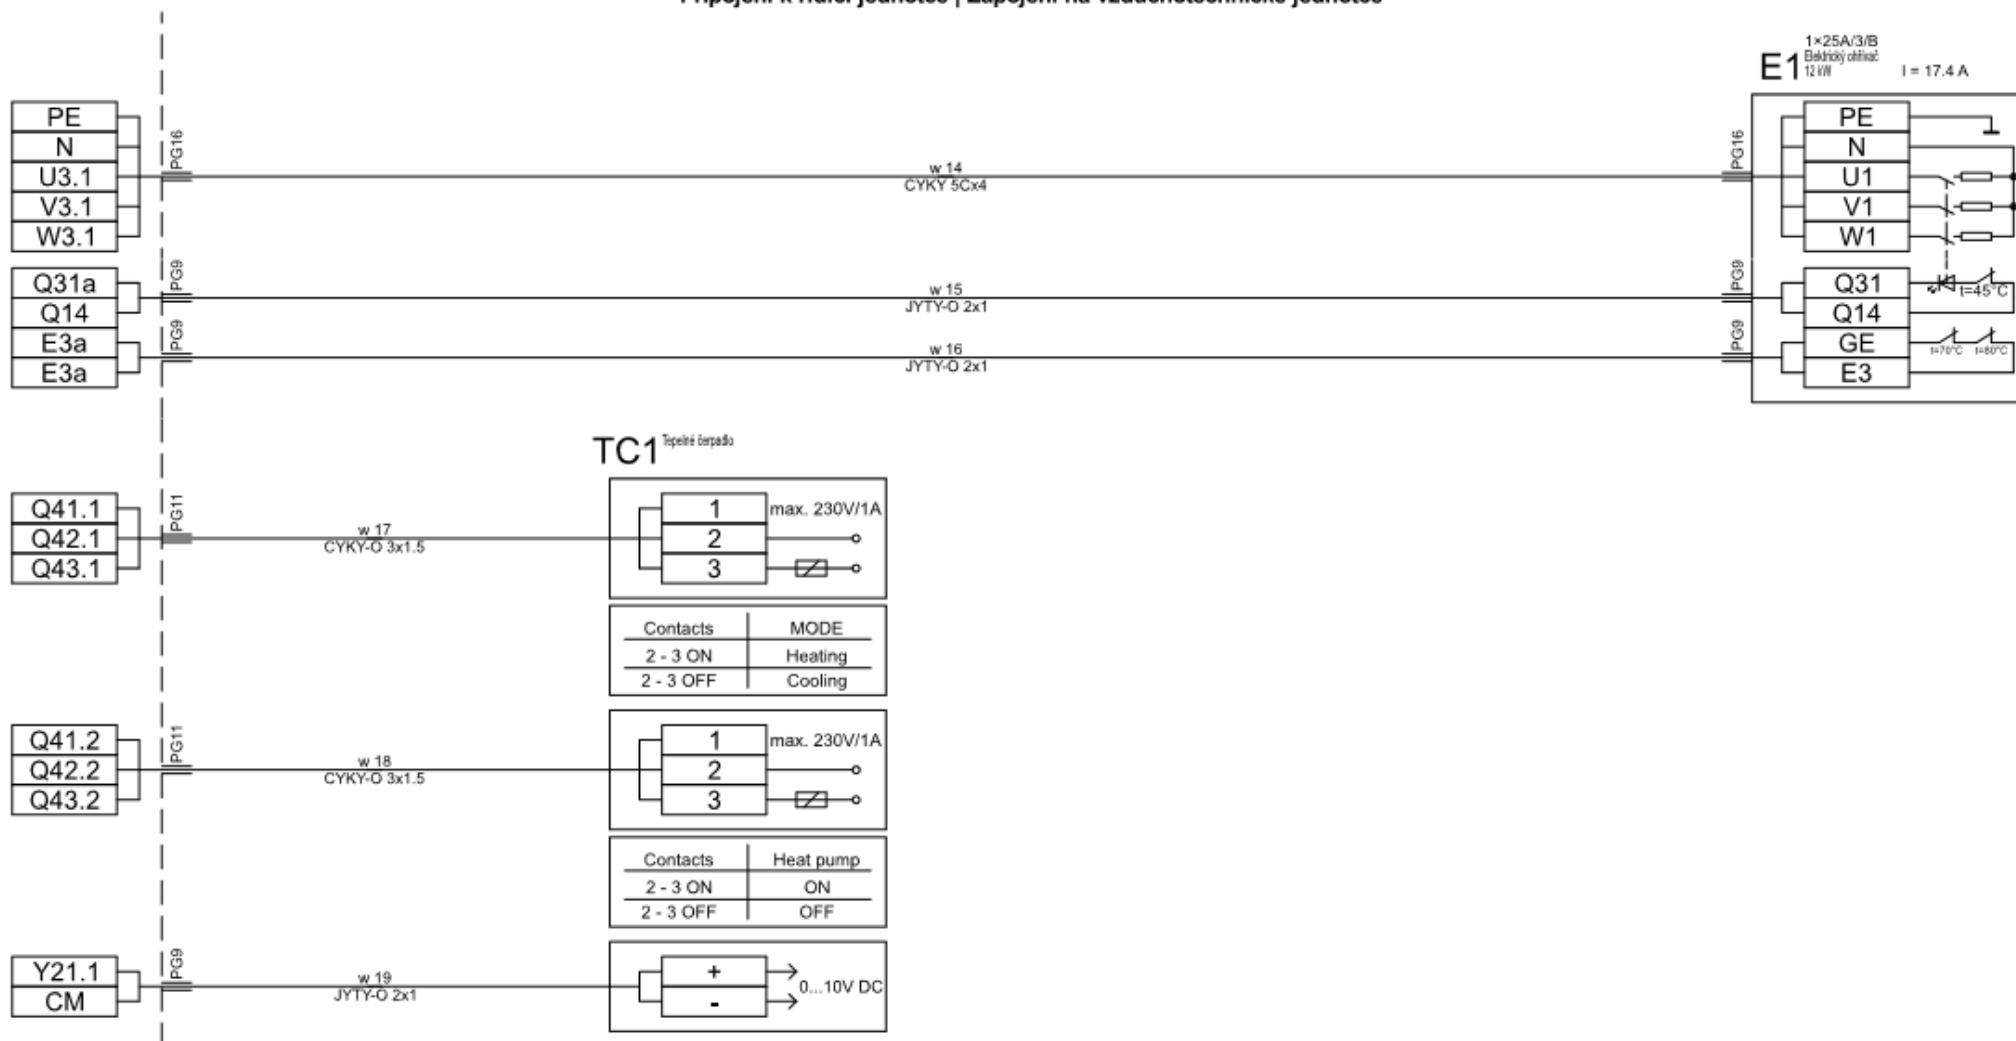 1×25A/3/B
E1
Elektrický ohřívač
12 kW
I = 17.4 A
PE
N
U3.1
V3.1
W3.1
PG16
w 14
CYKY 5Cx4
PG16
PE
N
U1
V1
W1
Q31a
Q14
E3a
E3a
PG9
PG9
w 15
JYTY-O 2x1
w 16
JYTY-O 2x1
PG9
PG9
Q31
Q14
GE
E3
t=45°C
t=70°C
t=80°C
TC1
Tepelné čerpadlo
Q41.1
Q42.1
Q43.1
PG11
w 17
CYKY-O 3x1.5
1
2
3
max. 230V/1A
Contacts MODE
2 - 3 ON Heating
2 - 3 OFF Cooling
Q41.2
Q42.2
Q43.2
PG11
w 18
CYKY-O 3x1.5
1
2
3
max. 230V/1A
Contacts Heat pump
2 - 3 ON ON
2 - 3 OFF OFF
Y21.1
CM
PG9
w 19
JYTY-O 2x1
+
-
0...10V DC